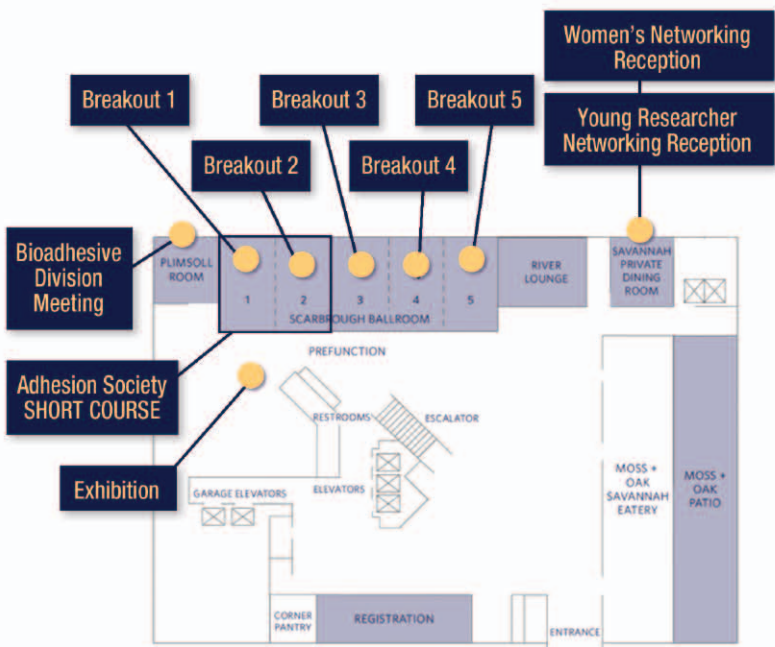 Women's Networking
Reception
Breakout 1
Breakout 3
Breakout 5
Young Researcher
Networking Reception
Breakout 2
Breakout 4
Bioadhesive
Division
Meeting
PLIMSOLL
ROOM
RIVER
LOUNGE
SAVANNAH
PRIVATE
DINING
ROOM
1
2
3
4
5
SCARBROUGH BALLROOM
PREFUNCTION
Adhesion Society
SHORT COURSE
RESTROOMS
ESCALATOR
Exhibition
GARAGE ELEVATORS
ELEVATORS
MOSS +
OAK
SAVANNAH
EATERY
MOSS +
OAK
PATIO
CORNER
PANTRY
REGISTRATION
ENTRANCE